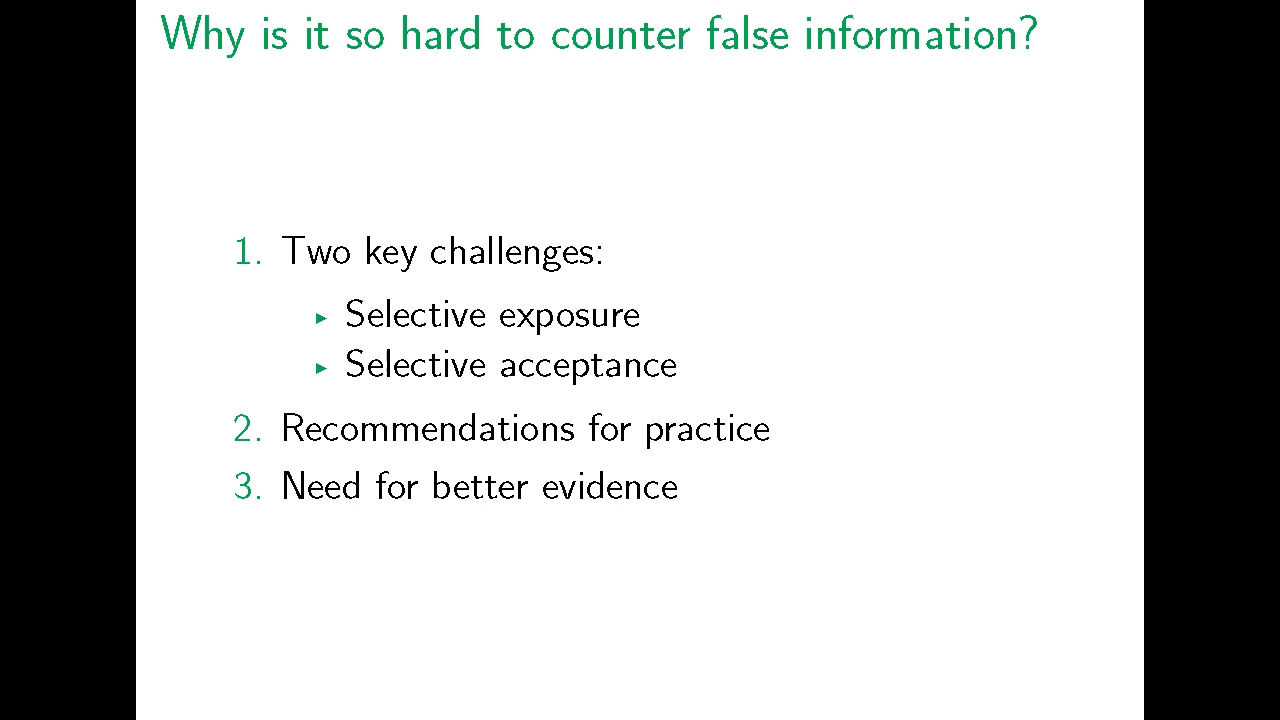 Why is it so hard to counter false information?
1. Two key challenges:
▶ Selective exposure
▶ Selective acceptance
2. Recommendations for practice
3. Need for better evidence